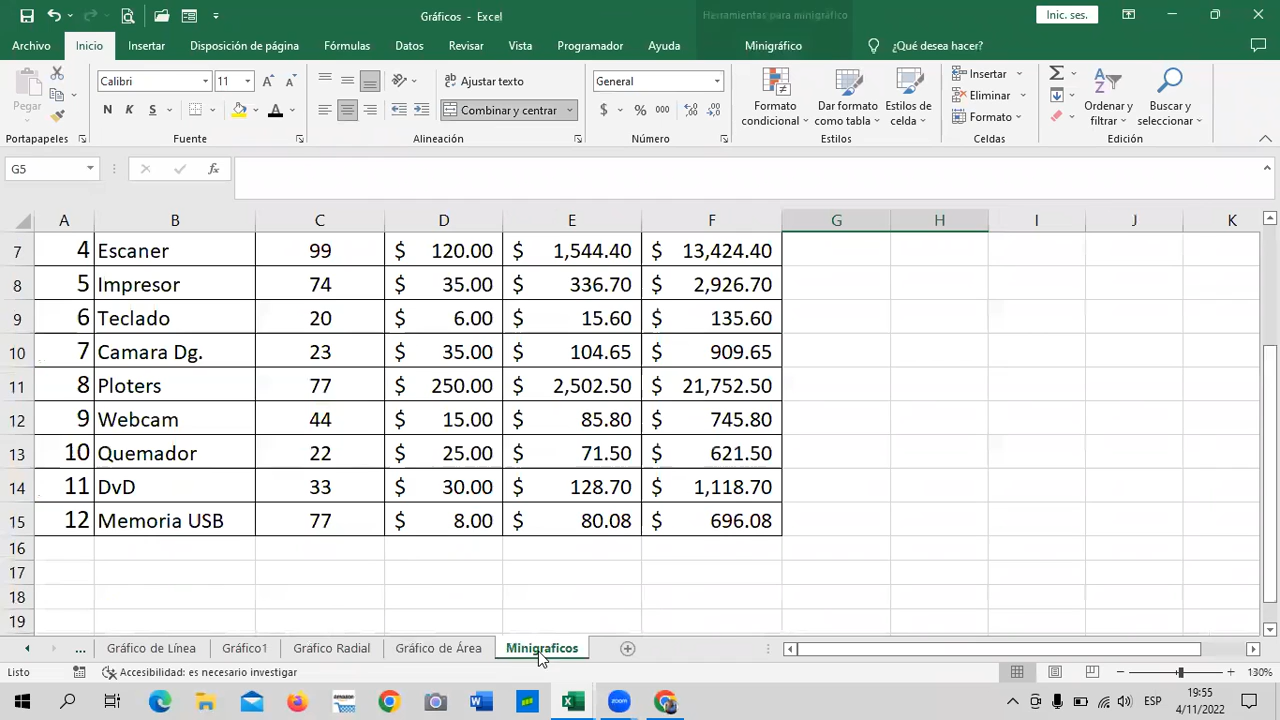 Gráficos - Excel
Herramientas para minigráfico
Inic. ses.
Archivo Inicio Insertar Disposición de página Fórmulas Datos Revisar Vista Programador Ayuda Minigráfico ¿Qué desea hacer?
Pegar
Calibri 11
N K S
Ajustar texto
Combinar y centrar
General
$ % 000
Formato condicional
Dar formato como tabla
Estilos de celda
Insertar
Eliminar
Formato
Ordenar y filtrar
Buscar y seleccionar
Portapapeles Fuente Alineación Número Estilos Celdas Edición
G5 fx
A B C D E F G H I J K
7 4 Escaner 99 $ 120.00 $ 1,544.40 $ 13,424.40
8 5 Impresor 74 $ 35.00 $ 336.70 $ 2,926.70
9 6 Teclado 20 $ 6.00 $ 15.60 $ 135.60
10 7 Camara Dg. 23 $ 35.00 $ 104.65 $ 909.65
11 8 Ploters 77 $ 250.00 $ 2,502.50 $ 21,752.50
12 9 Webcam 44 $ 15.00 $ 85.80 $ 745.80
13 10 Quemador 22 $ 25.00 $ 71.50 $ 621.50
14 11 DvD 33 $ 30.00 $ 128.70 $ 1,118.70
15 12 Memoria USB 77 $ 8.00 $ 80.08 $ 696.08
16
17
18
19
... Gráfico de Línea Gráfico1 Gráfico Radial Gráfico de Área Minigraficos
Listo Accesibilidad: es necesario investigar 130%
zoom
ESP
19:55
4/11/2022